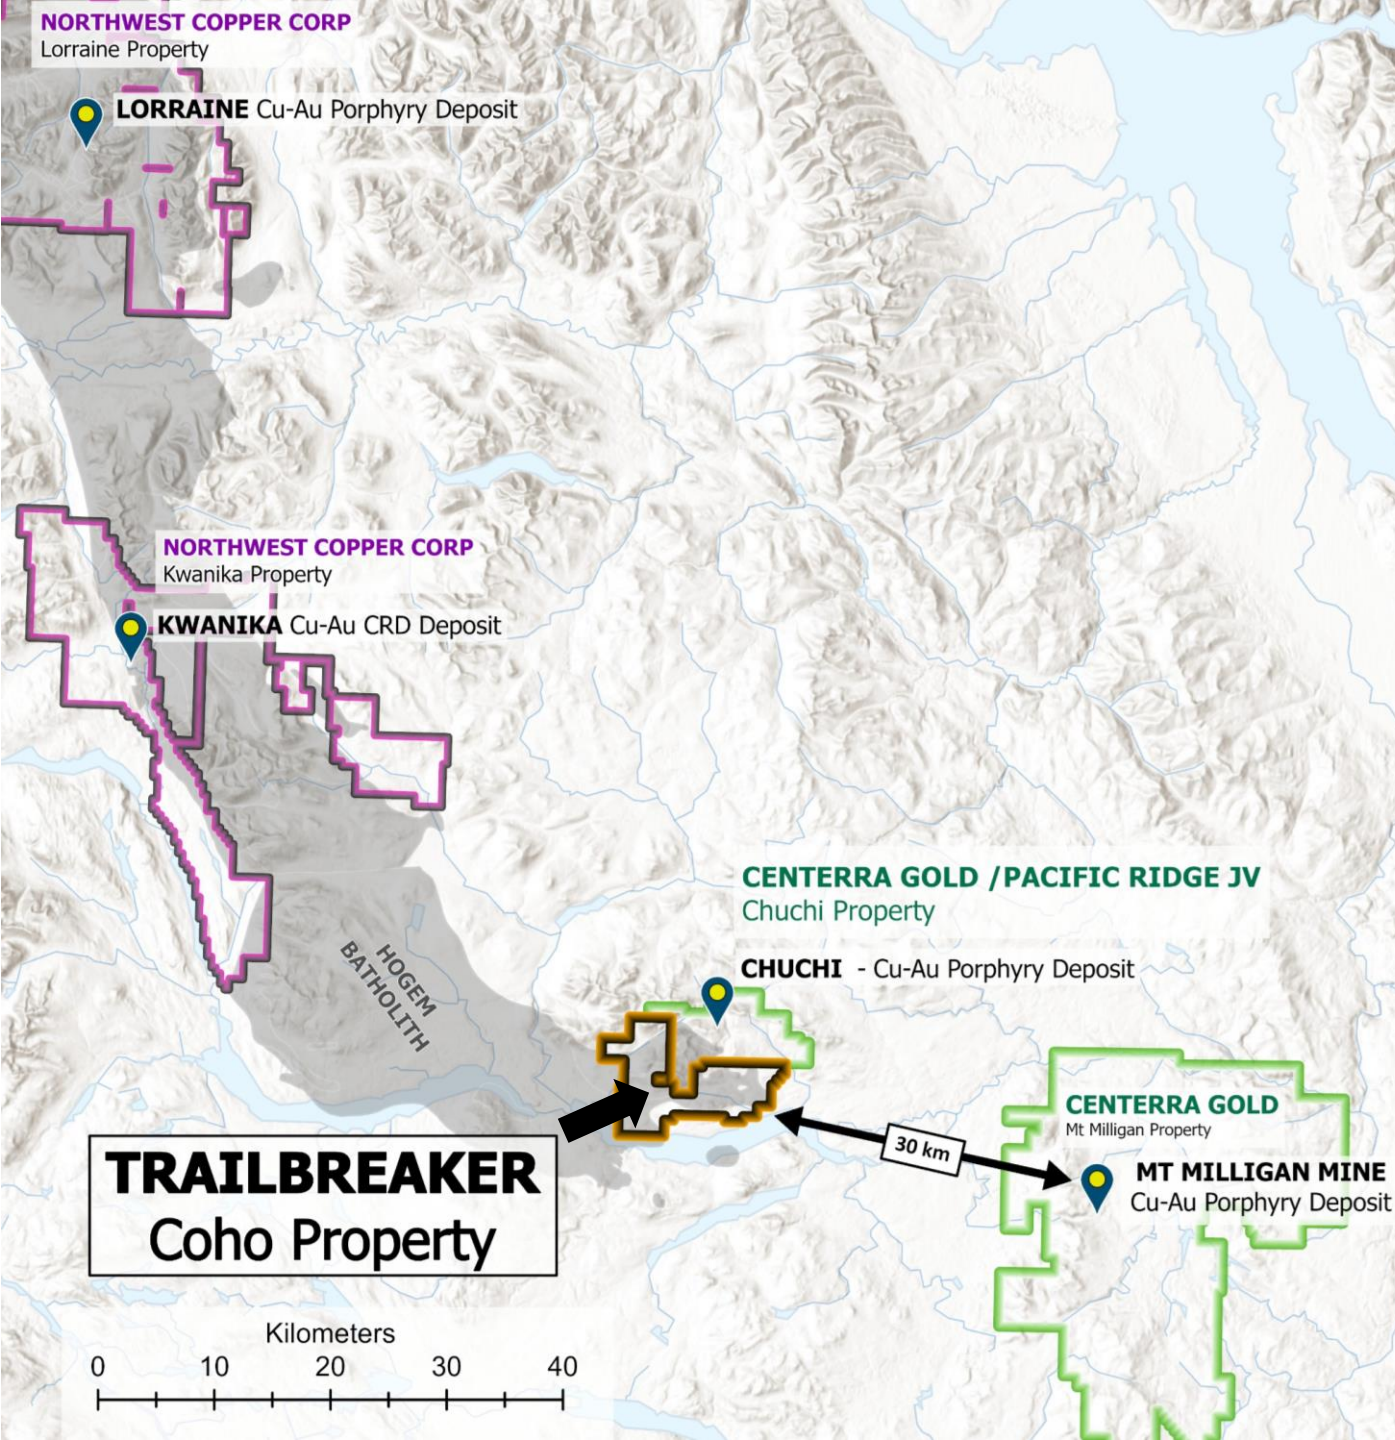 NORTHWEST COPPER CORP
Lorraine Property
LORRAINE Cu-Au Porphyry Deposit
NORTHWEST COPPER CORP
Kwanika Property
KWANIKA Cu-Au CRD Deposit
CENTERRA GOLD /PACIFIC RIDGE JV
Chuchi Property
CHUCHI - Cu-Au Porphyry Deposit
HOGEM
BATHOLITH
CENTERRA GOLD
Mt Milligan Property
30 km
MT MILLIGAN MINE
Cu-Au Porphyry Deposit
TRAILBREAKER
Coho Property
Kilometers
0 10 20 30 40